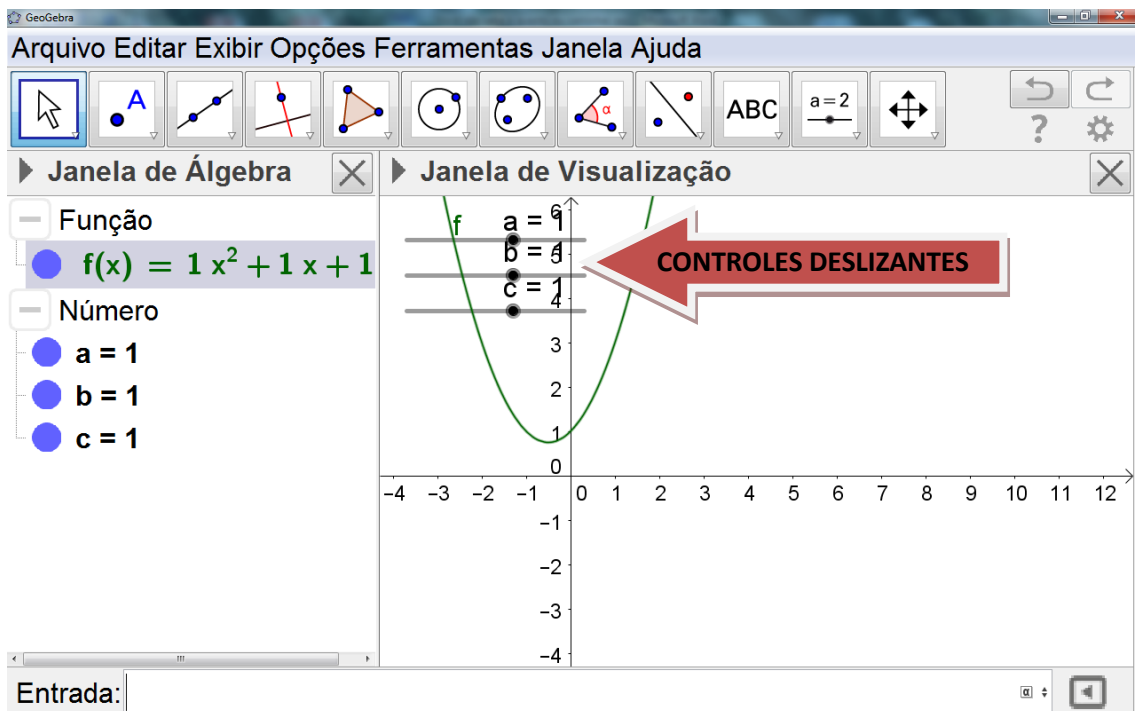 GeoGebra
Arquivo Editar Exibir Opções Ferramentas Janela Ajuda
A
α
ABC
a = 2
?
Janela de Álgebra
Janela de Visualização
Função
f(x) = 1 x² + 1 x + 1
Número
a = 1
b = 1
c = 1
f
a = 1
b = 1
c = 1
CONTROLES DESLIZANTES
6
5
4
3
2
1
0
-4 -3 -2 -1 0 1 2 3 4 5 6 7 8 9 10 11 12
-1
-2
-3
-4
Entrada:
α